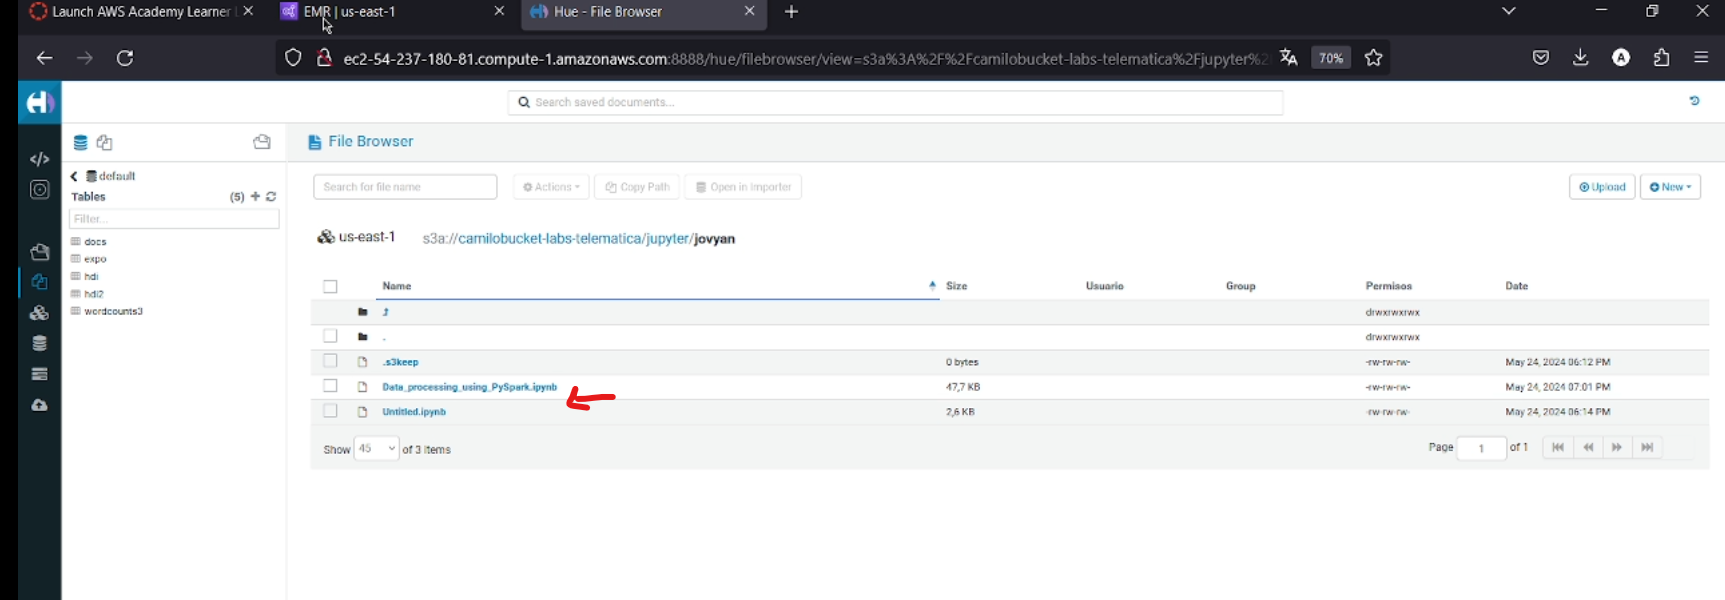 Launch AWS Academy Learner
EMR | us-east-1
Hue - File Browser
ec2-54-237-180-81.compute-1.amazonaws.com:8888/hue/filebrowser/view=s3a%3A%2F%2Fcamilobucket-labs-telematica%2Fjupyter%2
70%
A
Search saved documents...
File Browser
default
Tables
(5)
Filter...
docs
expo
hdi
hdi2
wordcounts3
Search for file name
Actions
Copy Path
Open in Importer
Upload
New
us-east-1
s3a://camilobucket-labs-telematica/jupyter/jovyan
Name Size Usuario Group Permisos Date
drwxrwxrwx
. drwxrwxrwx
.s3keep 0 bytes -rw-rw-rw- May 24, 2024 06:12 PM
Data_processing_using_PySpark.ipynb 47,7 KB -rw-rw-rw- May 24, 2024 07:01 PM
Untitled.ipynb 2,6 KB -rw-rw-rw- May 24, 2024 06:14 PM
Show 45 of 3 items
Page 1 of 1